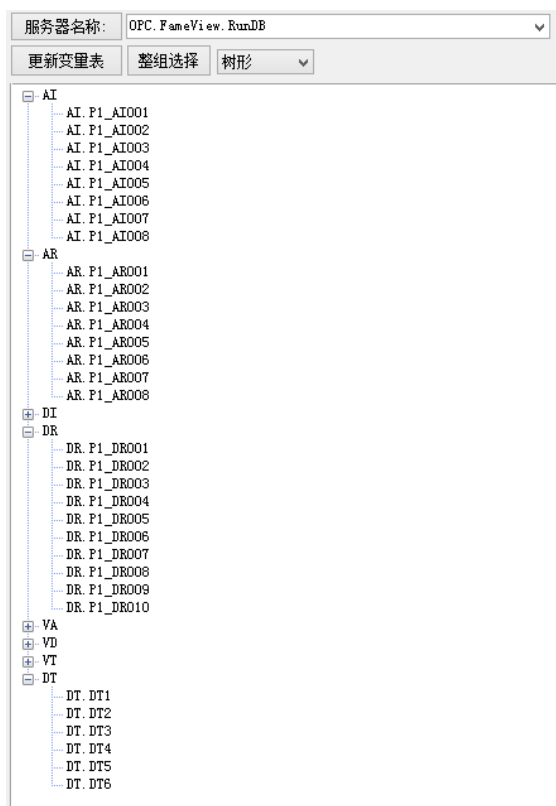 服务器名称: OPC.FameView.RunDB
更新变量表 整组选择 树形
AI
AI.P1_AI001
AI.P1_AI002
AI.P1_AI003
AI.P1_AI004
AI.P1_AI005
AI.P1_AI006
AI.P1_AI007
AI.P1_AI008
AR
AR.P1_AR001
AR.P1_AR002
AR.P1_AR003
AR.P1_AR004
AR.P1_AR005
AR.P1_AR006
AR.P1_AR007
AR.P1_AR008
DI
DR
DR.P1_DR001
DR.P1_DR002
DR.P1_DR003
DR.P1_DR004
DR.P1_DR005
DR.P1_DR006
DR.P1_DR007
DR.P1_DR008
DR.P1_DR009
DR.P1_DR010
VA
VD
VT
DT
DT.DT1
DT.DT2
DT.DT3
DT.DT4
DT.DT5
DT.DT6